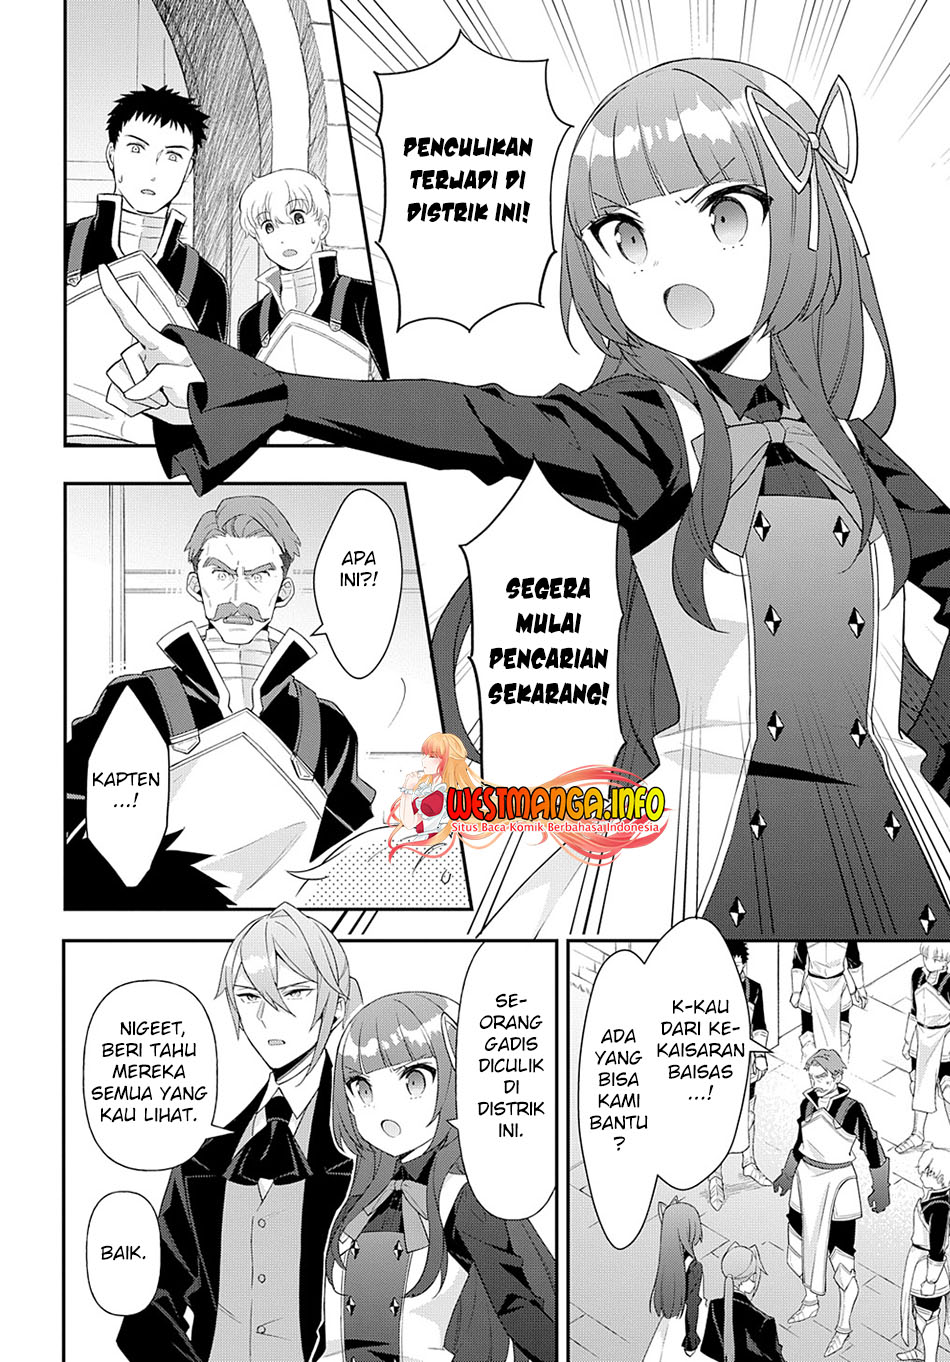 PENCULIKAN
TERJADI DI
DISTRIK INI!
SEGERA
MULAI
PENCARIAN
SEKARANG!
APA
INI?!
KAPTEN
...!
WESTMANGA.INFO
Situs Baca Komik Berbahasa Indonesia
K-KAU
DARI KE-
KAISARAN
BAISAS
...!
ADA
YANG
BISA
KAMI
BANTU
?
SE-
ORANG
GADIS
DICULIK
DI
DISTRIK
INI.
NIGEET,
BERI TAHU
MEREKA
SEMUA YANG
KAU LIHAT.
BAIK.